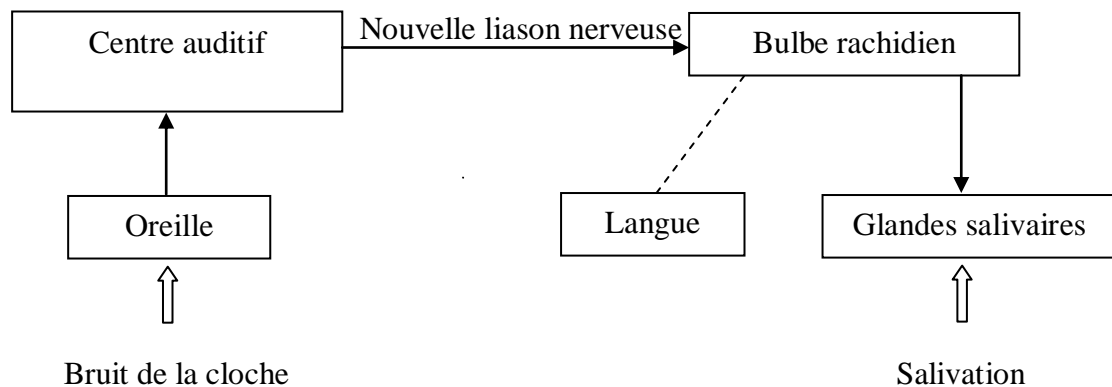 Centre auditif
Nouvelle liason nerveuse
Bulbe rachidien
Oreille
Langue
Glandes salivaires
Bruit de la cloche
Salivation